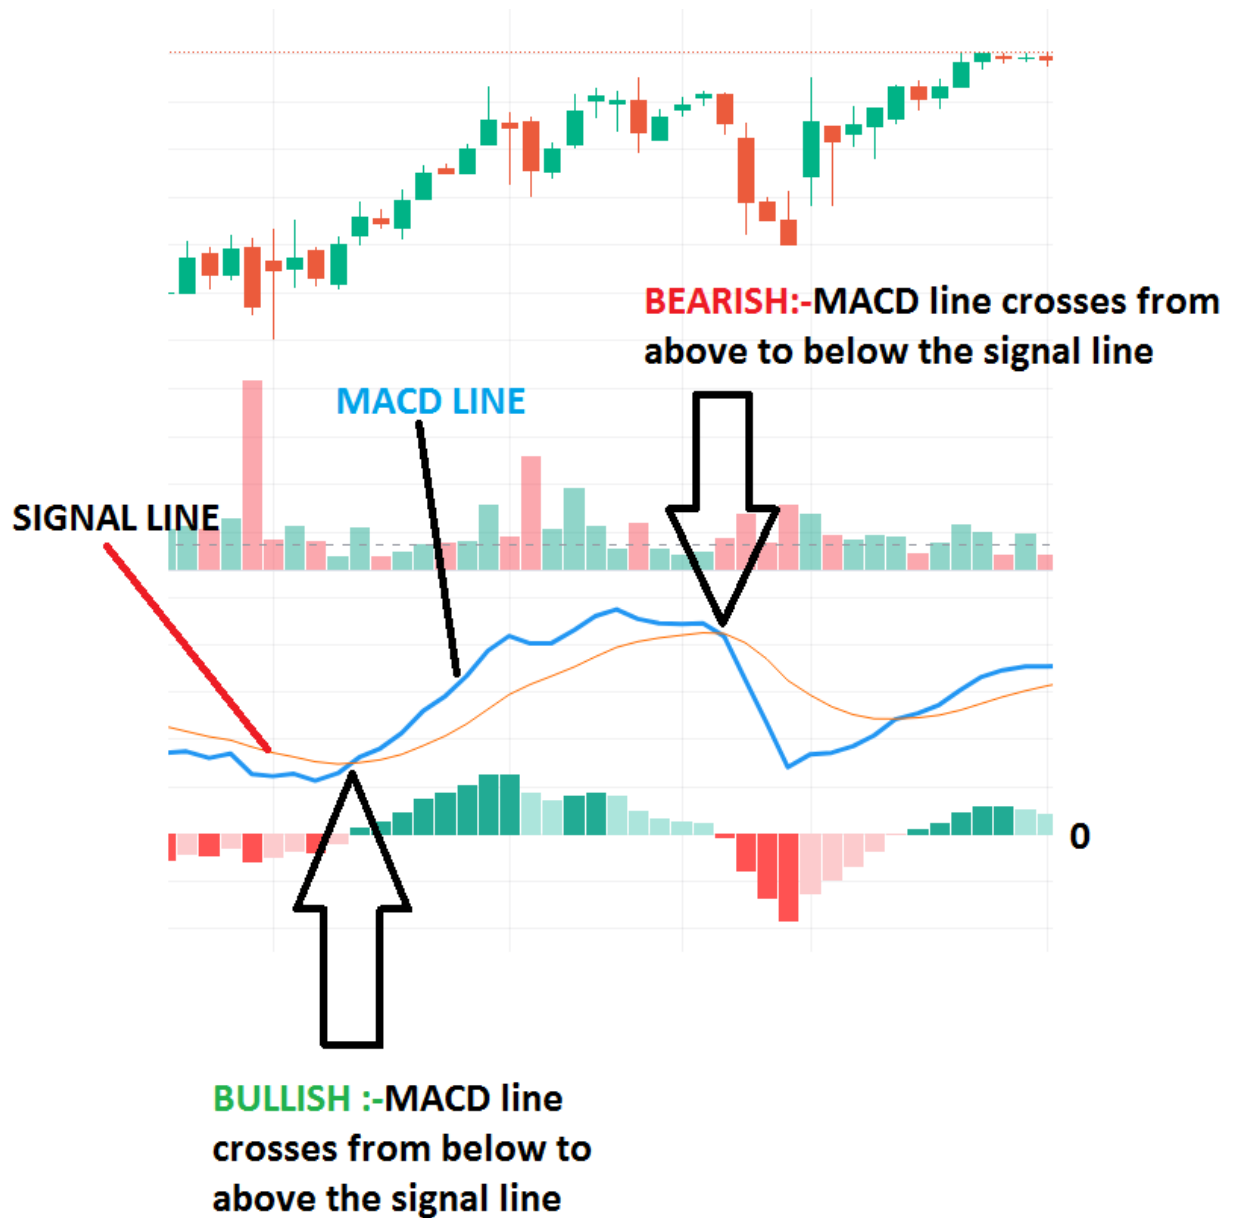 BEARISH:-MACD line crosses from
above to below the signal line
MACD LINE
SIGNAL LINE
0
BULLISH :-MACD line
crosses from below to
above the signal line